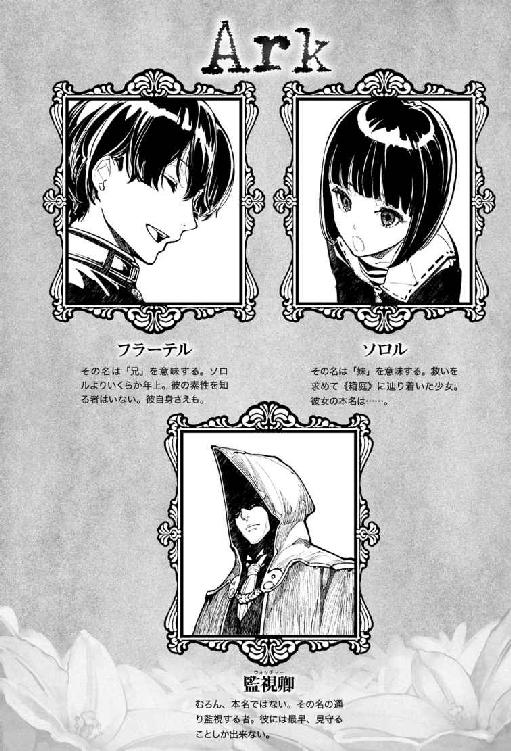 Ark
フラーテル
その名は「兄」を意味する。ソロ
ルよりいくらか年上。彼の素性を知
る者はいない。彼自身さえも。
ソロル
その名は「妹」を意味する。救いを
求めて《箱庭》に辿り着いた少女。
彼女の本名は……。
ウォッチャー
監視卿
むろん、本名ではない。その名の通
り監視する者。彼には最早、見守る
ことしか出来ない。